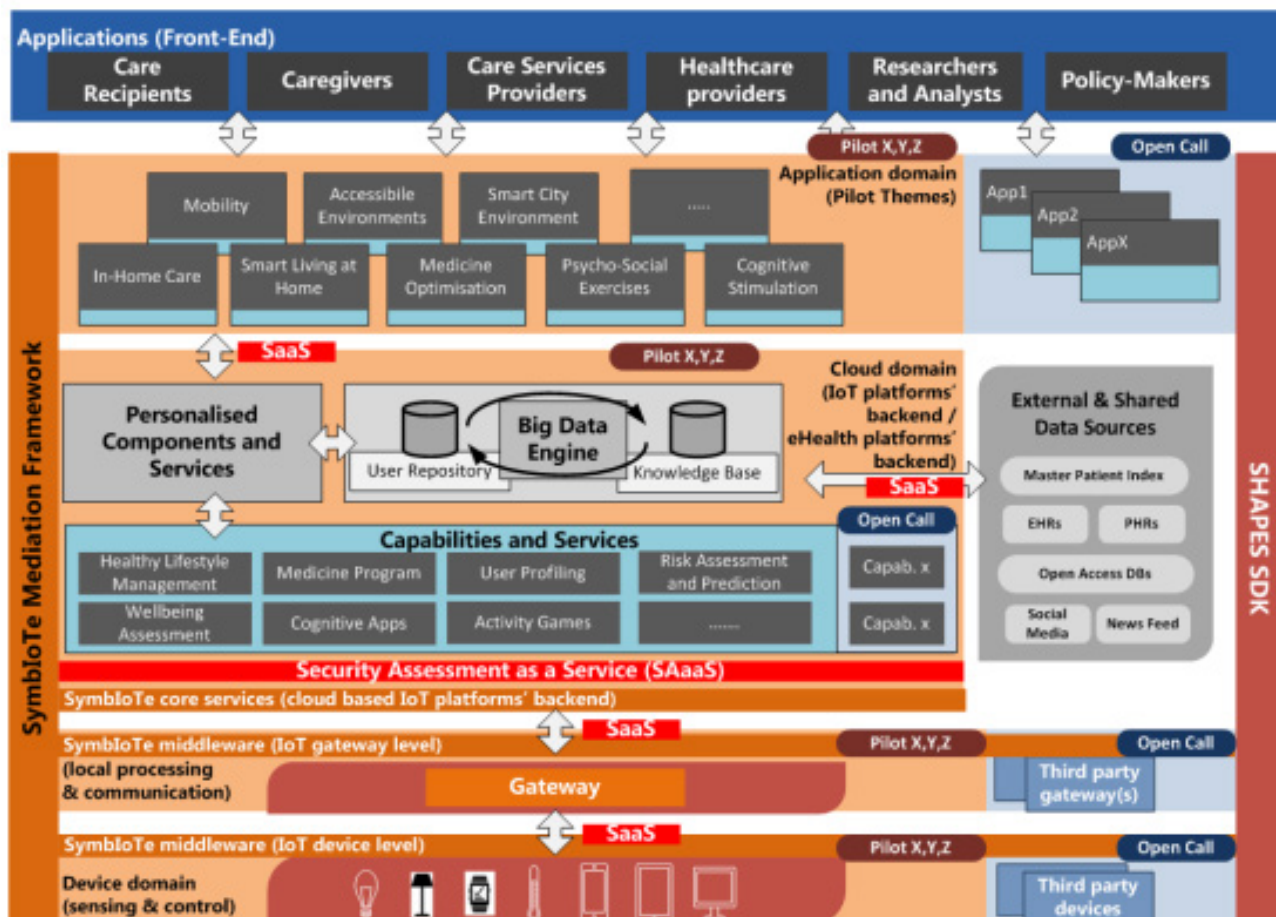 Applications (Front-End)
Care
Recipients
Caregivers
Care Services
Providers
Healthcare
providers
Researchers
and Analysts
Policy-Makers
SymbIoTe Mediation Framework
SHAPES SDK
Pilot X,Y,Z
Application domain
(Pilot Themes)
Open Call
Mobility
Accessibile
Environments
Smart City
Environment
.....
In-Home Care
Smart Living at
Home
Medicine
Optimisation
Psycho-Social
Exercises
Cognitive
Stimulation
App1
App2
AppX
SaaS
Pilot X,Y,Z
Cloud domain
(IoT platforms'
backend /
eHealth platforms'
backend)
SaaS
Personalised
Components and
Services
User Repository
Big Data
Engine
Knowledge Base
External & Shared
Data Sources
Master Patient Index
EHRs
PHRs
Open Access DBs
Social
Media
News Feed
Capabilities and Services
Healthy Lifestyle
Management
Medicine Program
User Profiling
Risk Assessment
and Prediction
Wellbeing
Assessment
Cognitive Apps
Activity Games
.......
Open Call
Capab. x
Capab. x
Security Assessment as a Service (SAaaS)
SymbIoTe core services (cloud based IoT platforms' backend)
SaaS
SymbIoTe middleware (IoT gateway level)
Pilot X,Y,Z
Open Call
(local processing
& communication)
Gateway
Third party
gateway(s)
SaaS
SymbIoTe middleware (IoT device level)
Pilot X,Y,Z
Open Call
Device domain
(sensing & control)
Third party
devices